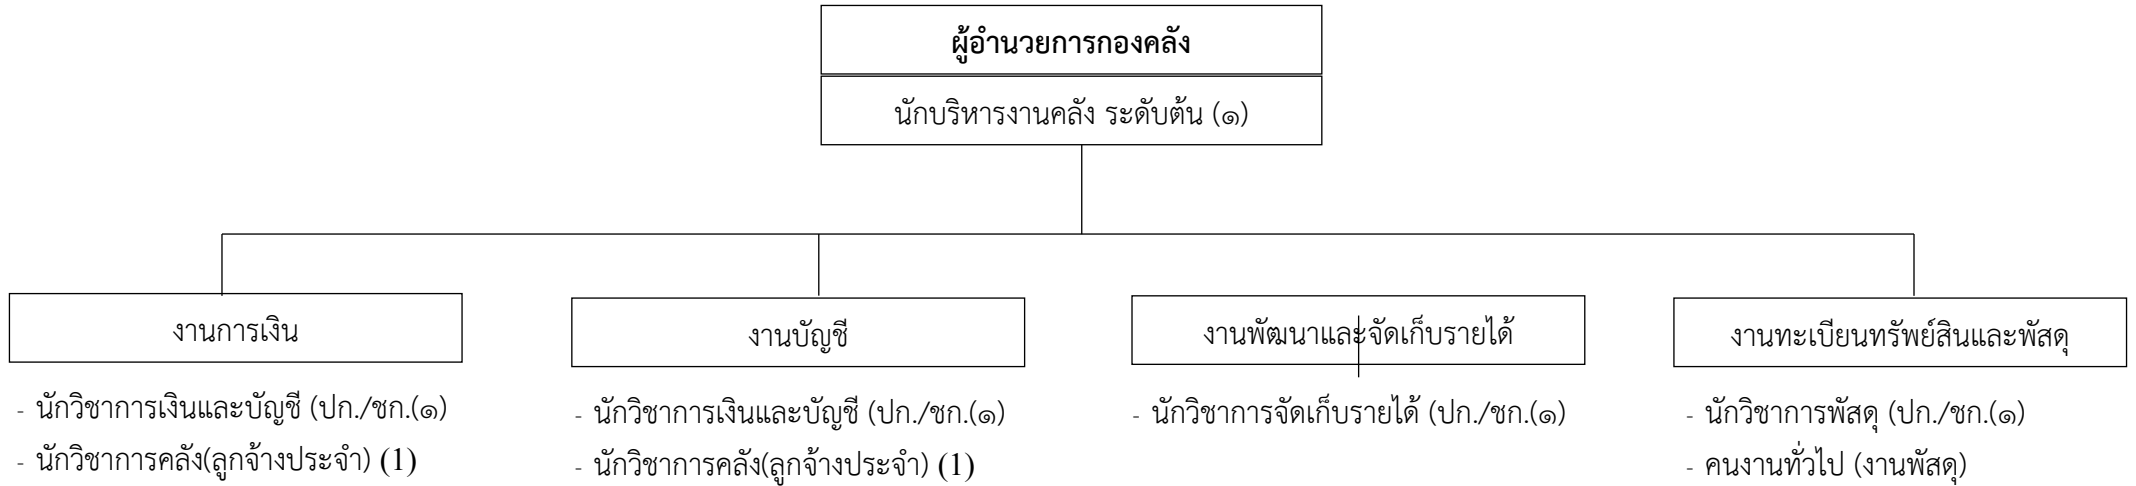 ผู้อำนวยการกองคลัง
นักบริหารงานคลัง ระดับต้น (๑)
งานการเงิน
- นักวิชาการเงินและบัญชี (ปก./ชก.(๑)
- นักวิชาการคลัง(ลูกจ้างประจำ) (1)
งานบัญชี
- นักวิชาการเงินและบัญชี (ปก./ชก.(๑)
- นักวิชาการคลัง(ลูกจ้างประจำ) (1)
งานพัฒนาและจัดเก็บรายได้
- นักวิชาการจัดเก็บรายได้ (ปก./ชก.(๑)
งานทะเบียนทรัพย์สินและพัสดุ
- นักวิชาการพัสดุ (ปก./ชก.(๑)
- คนงานทั่วไป (งานพัสดุ)